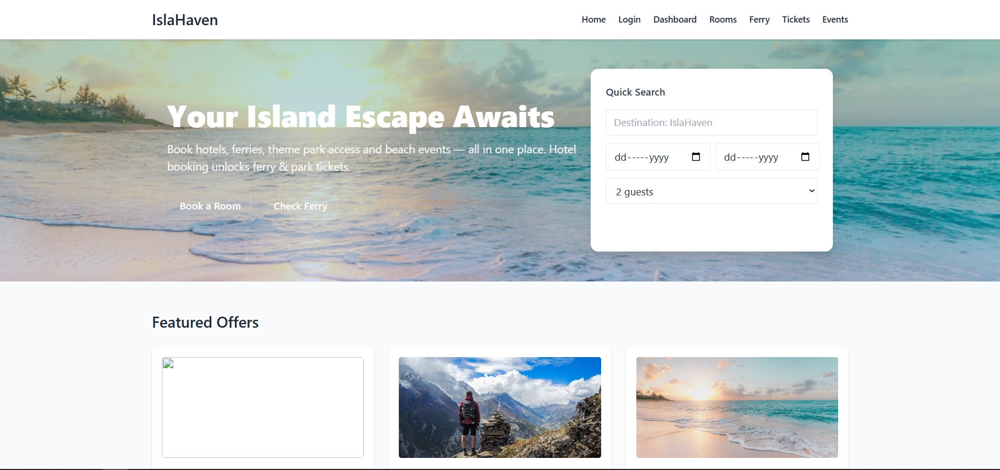 IslaHaven
Home Login Dashboard Rooms Ferry Tickets Events
Your Island Escape Awaits
Book hotels, ferries, theme park access and beach events — all in one place. Hotel
booking unlocks ferry & park tickets.
Book a Room Check Ferry
Quick Search
Destination: IslaHaven
dd-----yyyy dd-----yyyy
2 guests
Featured Offers